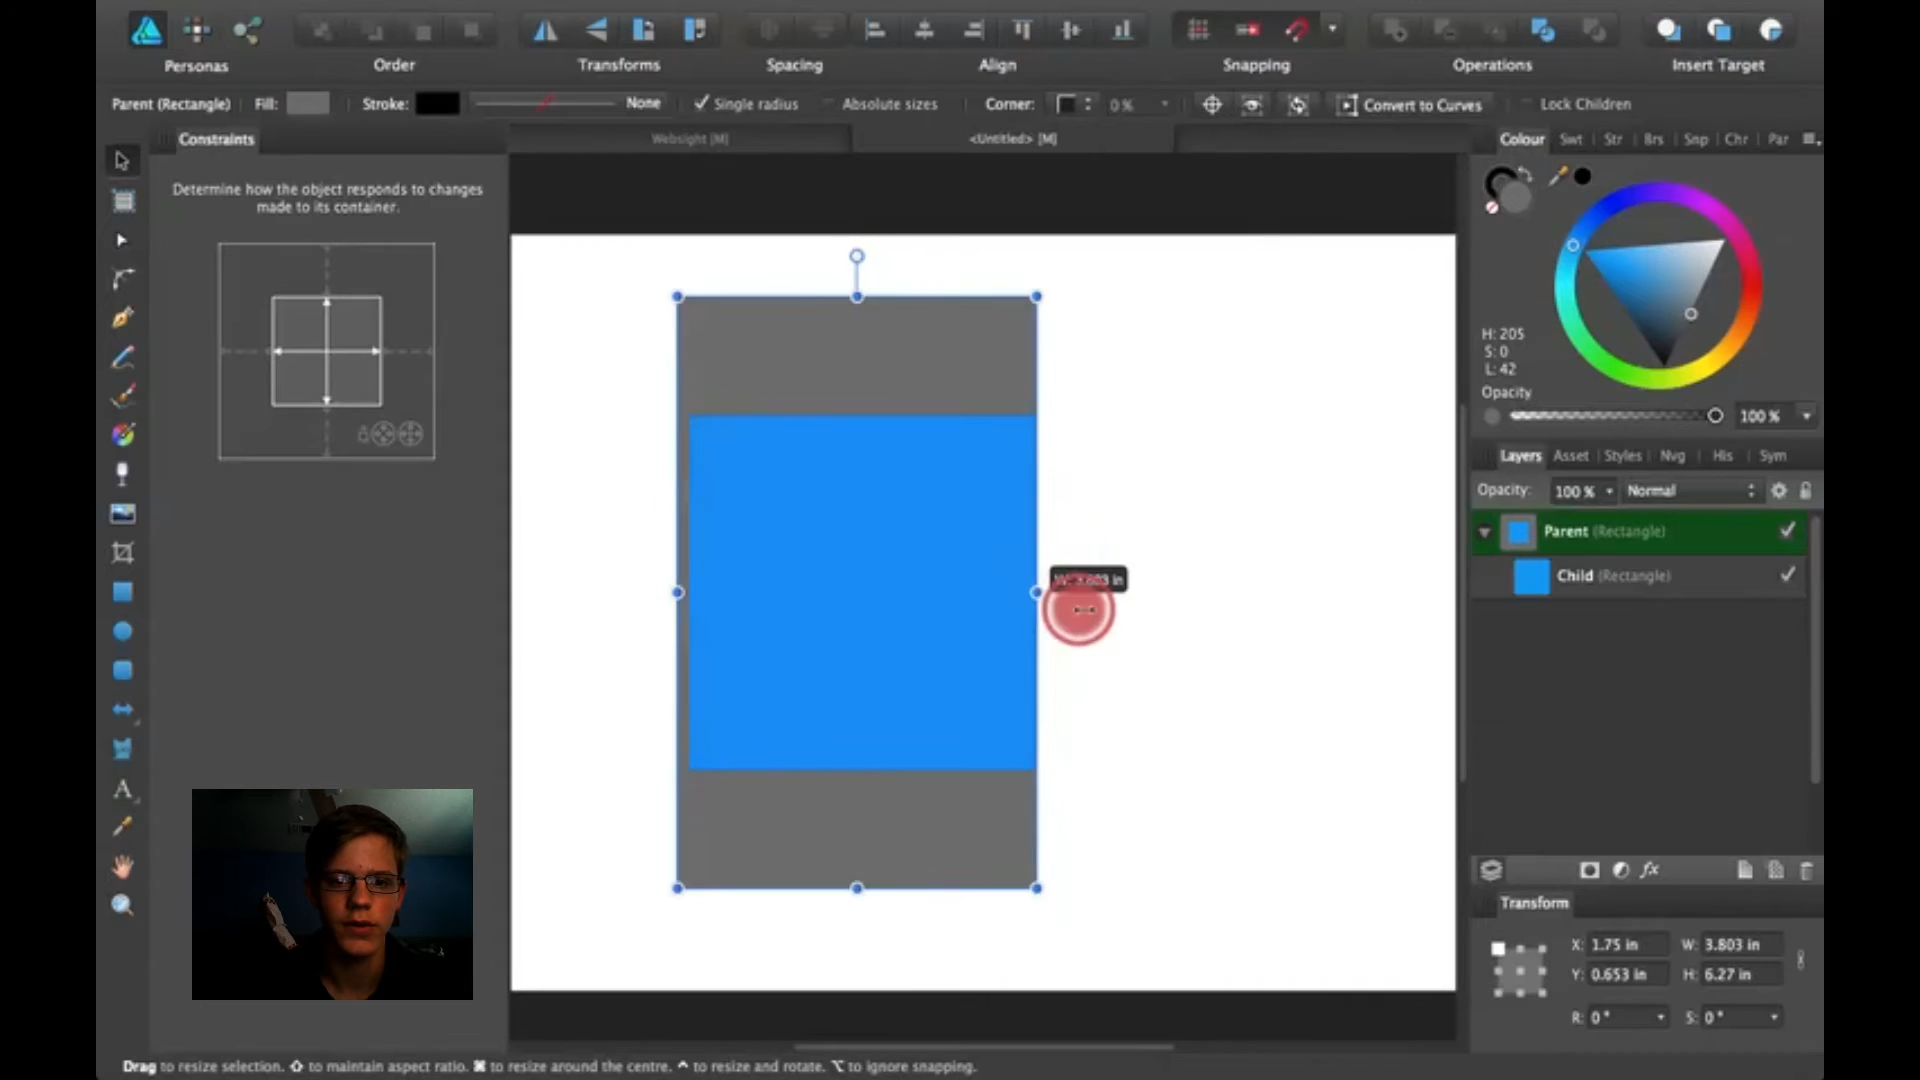 Personas
Order
Transforms
Spacing
Align
Snapping
Operations
Insert Target
Parent (Rectangle)
Fill:
Stroke:
None
Single radius
Absolute sizes
Corner:
0 %
Convert to Curves
Lock Children
Constraints
Websight [M]
<Untitled> [M]
Colour
Swt
Str
Brs
Snp
Chr
Par
Determine how the object responds to changes
made to its container.
H: 205
S: 0
L: 42
Opacity
100 %
Layers
Asset
Styles
Nvg
His
Sym
Opacity:
100 %
Normal
Parent (Rectangle)
Child (Rectangle)
W: 3.803 in
Transform
X: 1.75 in
W: 3.803 in
Y: 0.653 in
H: 6.27 in
R: 0 °
S: 0 °
Drag to resize selection. ⇧ to maintain aspect ratio. ⌘ to resize around the centre. ^ to resize and rotate. ⌥ to ignore snapping.